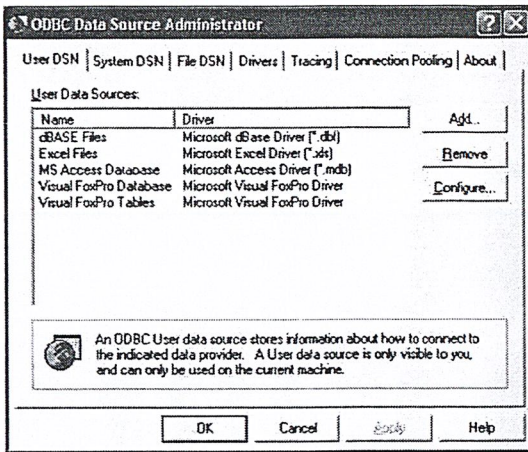 ODBC Data Source Administrator
User DSN System DSN File DSN Drivers Tracing Connection Pooling About
User Data Sources:
Name Driver
dBASE Files Microsoft dBase Driver (*.dbf)
Excel Files Microsoft Excel Driver (*.xls)
MS Access Database Microsoft Access Driver (*.mdb)
Visual FoxPro Database Microsoft Visual FoxPro Driver
Visual FoxPro Tables Microsoft Visual FoxPro Driver
Add...
Remove
Configure...
An ODBC User data source stores information about how to connect to
the indicated data provider. A User data source is only visible to you,
and can only be used on the current machine.
OK Cancel Apply Help